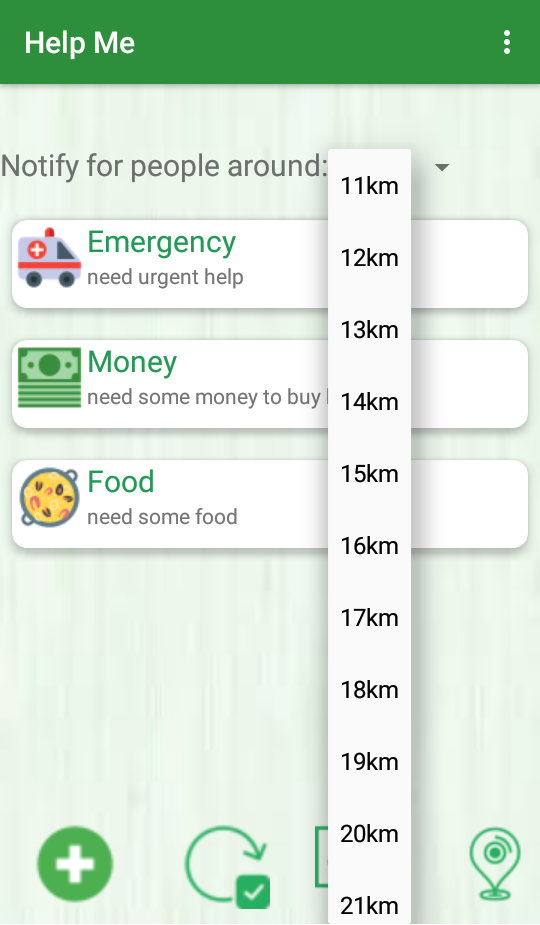 Help Me
Notify for people around:
11km
Emergency
need urgent help
12km
13km
Money
need some money to buy
14km
15km
Food
need some food
16km
17km
18km
19km
20km
21km